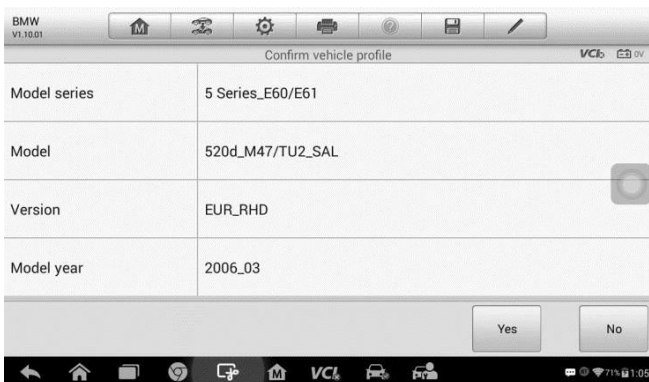 BMW
V1.10.01
Confirm vehicle profile
VCI
0V
Model series 5 Series_E60/E61
Model 520d_M47/TU2_SAL
Version EUR_RHD
Model year 2006_03
Yes No
VCI 71% 1:05